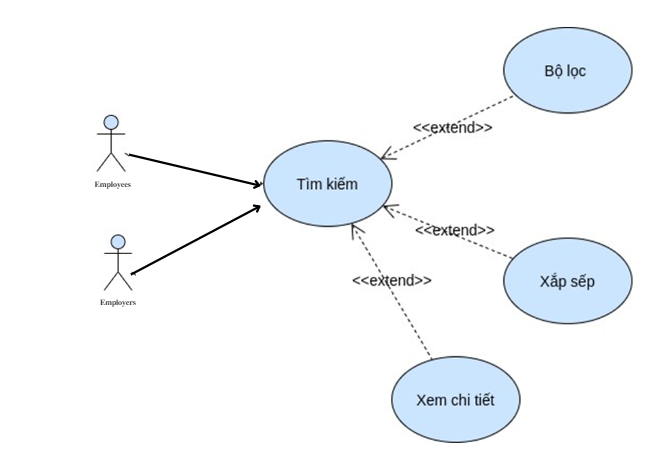 Bộ lọc
<<extend>>
Employees
Tìm kiếm
<<extend>>
Employers
<<extend>>
Xắp sếp
Xem chi tiết